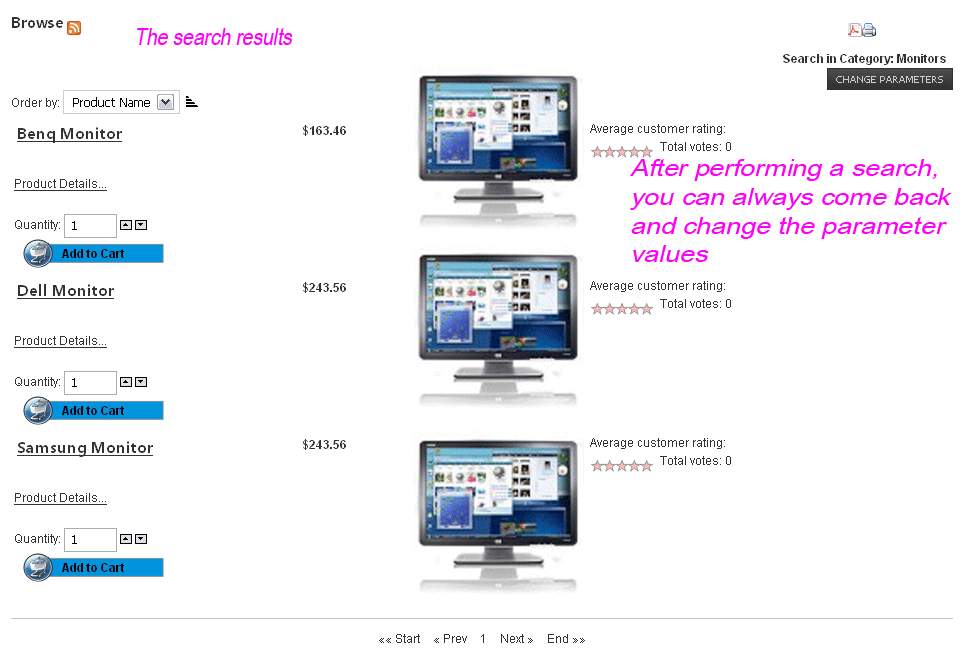 Browse
The search results
Search in Category: Monitors
CHANGE PARAMETERS
Order by: Product Name
Benq Monitor
$163.46
Average customer rating:
Total votes: 0
Product Details...
After performing a search,
you can always come back
and change the parameter
values
Quantity: 1
Add to Cart
Dell Monitor
$243.56
Average customer rating:
Total votes: 0
Product Details...
Quantity: 1
Add to Cart
Samsung Monitor
$243.56
Average customer rating:
Total votes: 0
Product Details...
Quantity: 1
Add to Cart
«« Start « Prev 1 Next » End »»